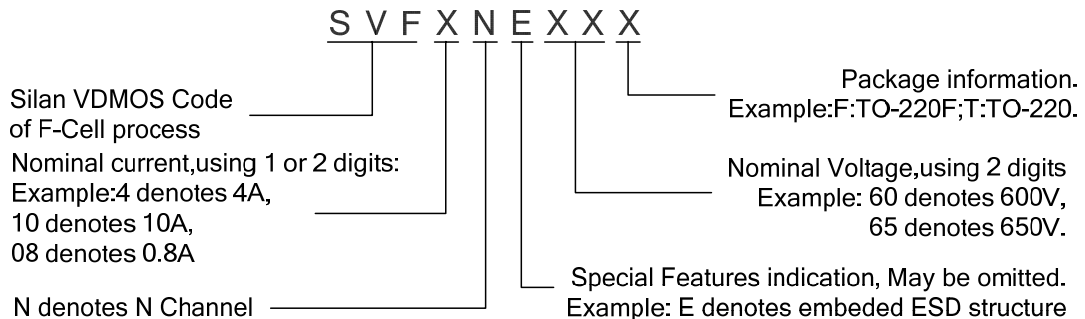 S V F X N E X X X
Silan VDMOS Code
of F-Cell process
Nominal current,using 1 or 2 digits:
Example:4 denotes 4A,
10 denotes 10A,
08 denotes 0.8A
N denotes N Channel
Package information.
Example:F:TO-220F;T:TO-220.
Nominal Voltage,using 2 digits
Example: 60 denotes 600V,
65 denotes 650V.
Special Features indication, May be omitted.
Example: E denotes embeded ESD structure